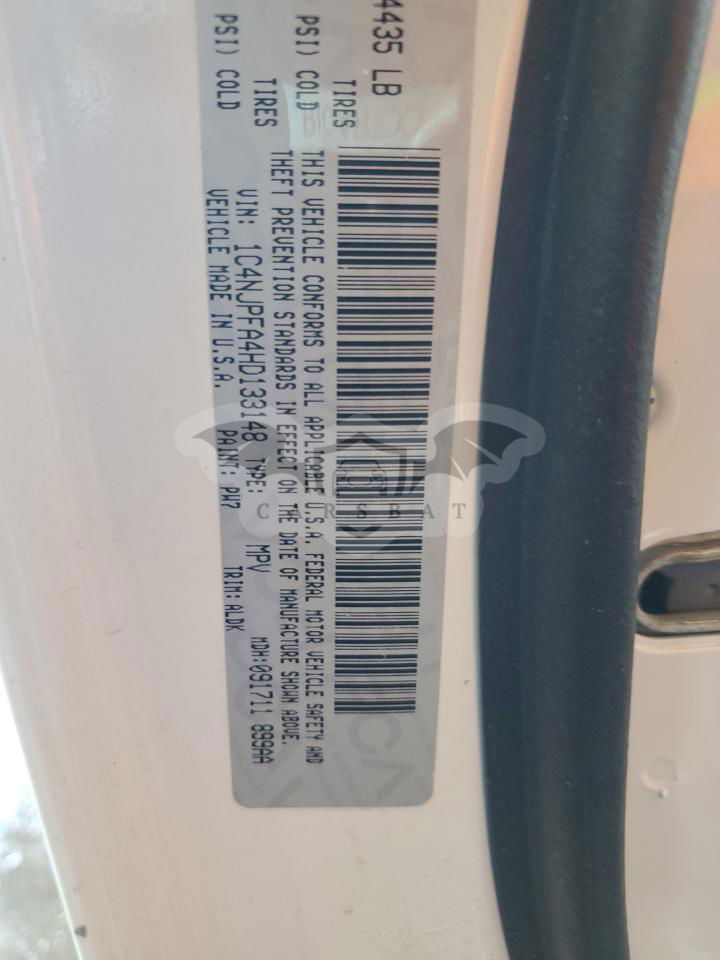 4435 LB
PSI) COLD
TIRES
PSI) COLD
TIRES
THIS VEHICLE CONFORMS TO ALL APPLICABLE U.S.A. FEDERAL MOTOR VEHICLE SAFETY AND
THEFT PREVENTION STANDARDS IN EFFECT ON THE DATE OF MANUFACTURE SHOWN ABOVE.
VIN: 1C4NJPFA4HD133148 TYPE: MPV MDH:091711 899AA
VEHICLE MADE IN U.S.A. PAINT: PH7 TRIM: ALDK
CARSBAT